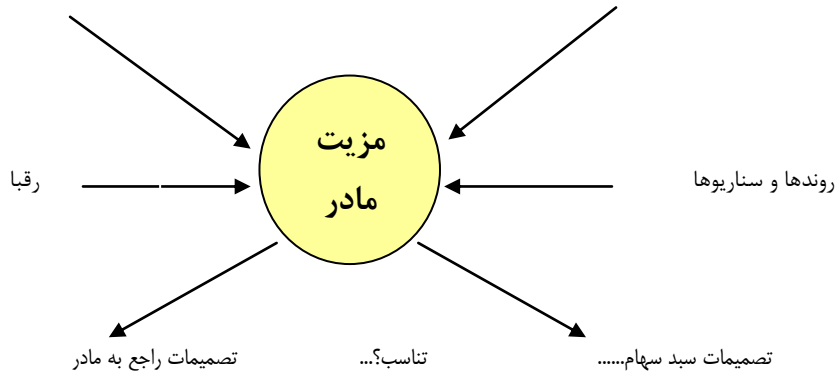 مزیت
مادر
روندها و سناریوها
رقبا
تصمیمات سبد سهام......
تناسب؟...
تصمیمات راجع به مادر